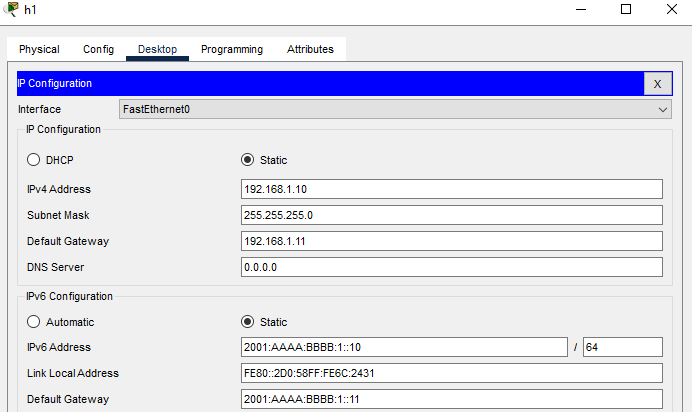 h1
Physical Config Desktop Programming Attributes
IP Configuration X
Interface FastEthernet0
IP Configuration
DHCP Static
IPv4 Address 192.168.1.10
Subnet Mask 255.255.255.0
Default Gateway 192.168.1.11
DNS Server 0.0.0.0
IPv6 Configuration
Automatic Static
IPv6 Address 2001:AAAA:BBBB:1::10 / 64
Link Local Address FE80::2D0:58FF:FE6C:2431
Default Gateway 2001:AAAA:BBBB:1::11